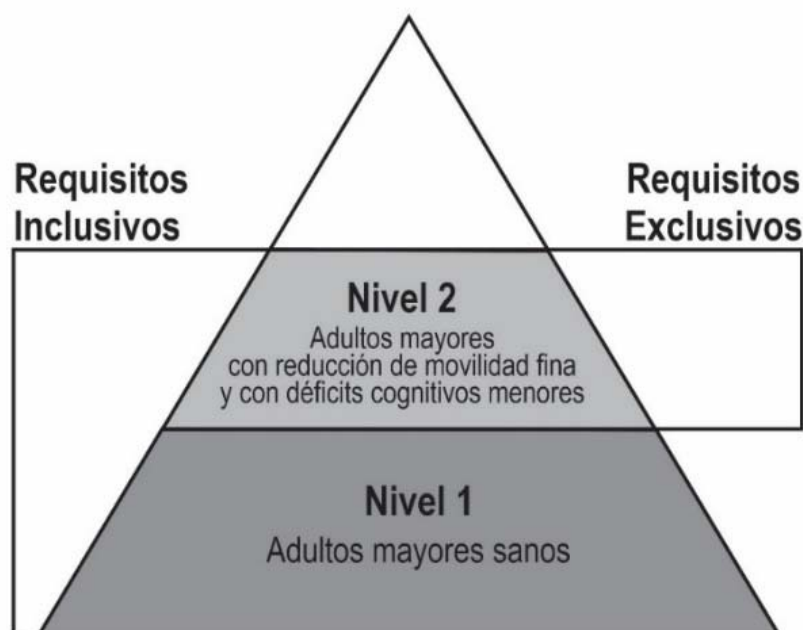 Requisitos
Inclusivos
Requisitos
Exclusivos
Nivel 2
Adultos mayores
con reducción de movilidad fina
y con déficits cognitivos menores
Nivel 1
Adultos mayores sanos